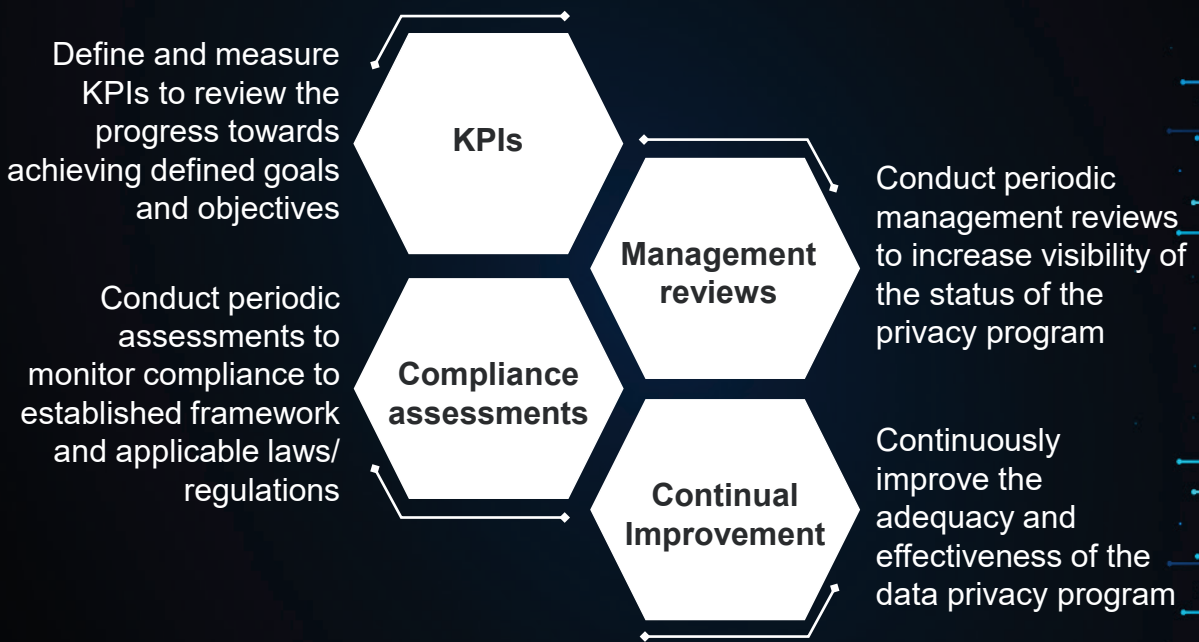 Define and measure
KPIs to review the
progress towards
achieving defined goals
and objectives
KPIs
Management
reviews
Conduct periodic
management reviews
to increase visibility of
the status of the
privacy program
Conduct periodic
assessments to
monitor compliance to
established framework
and applicable laws/
regulations
Compliance
assessments
Continual
Improvement
Continuously
improve the
adequacy and
effectiveness of the
data privacy program